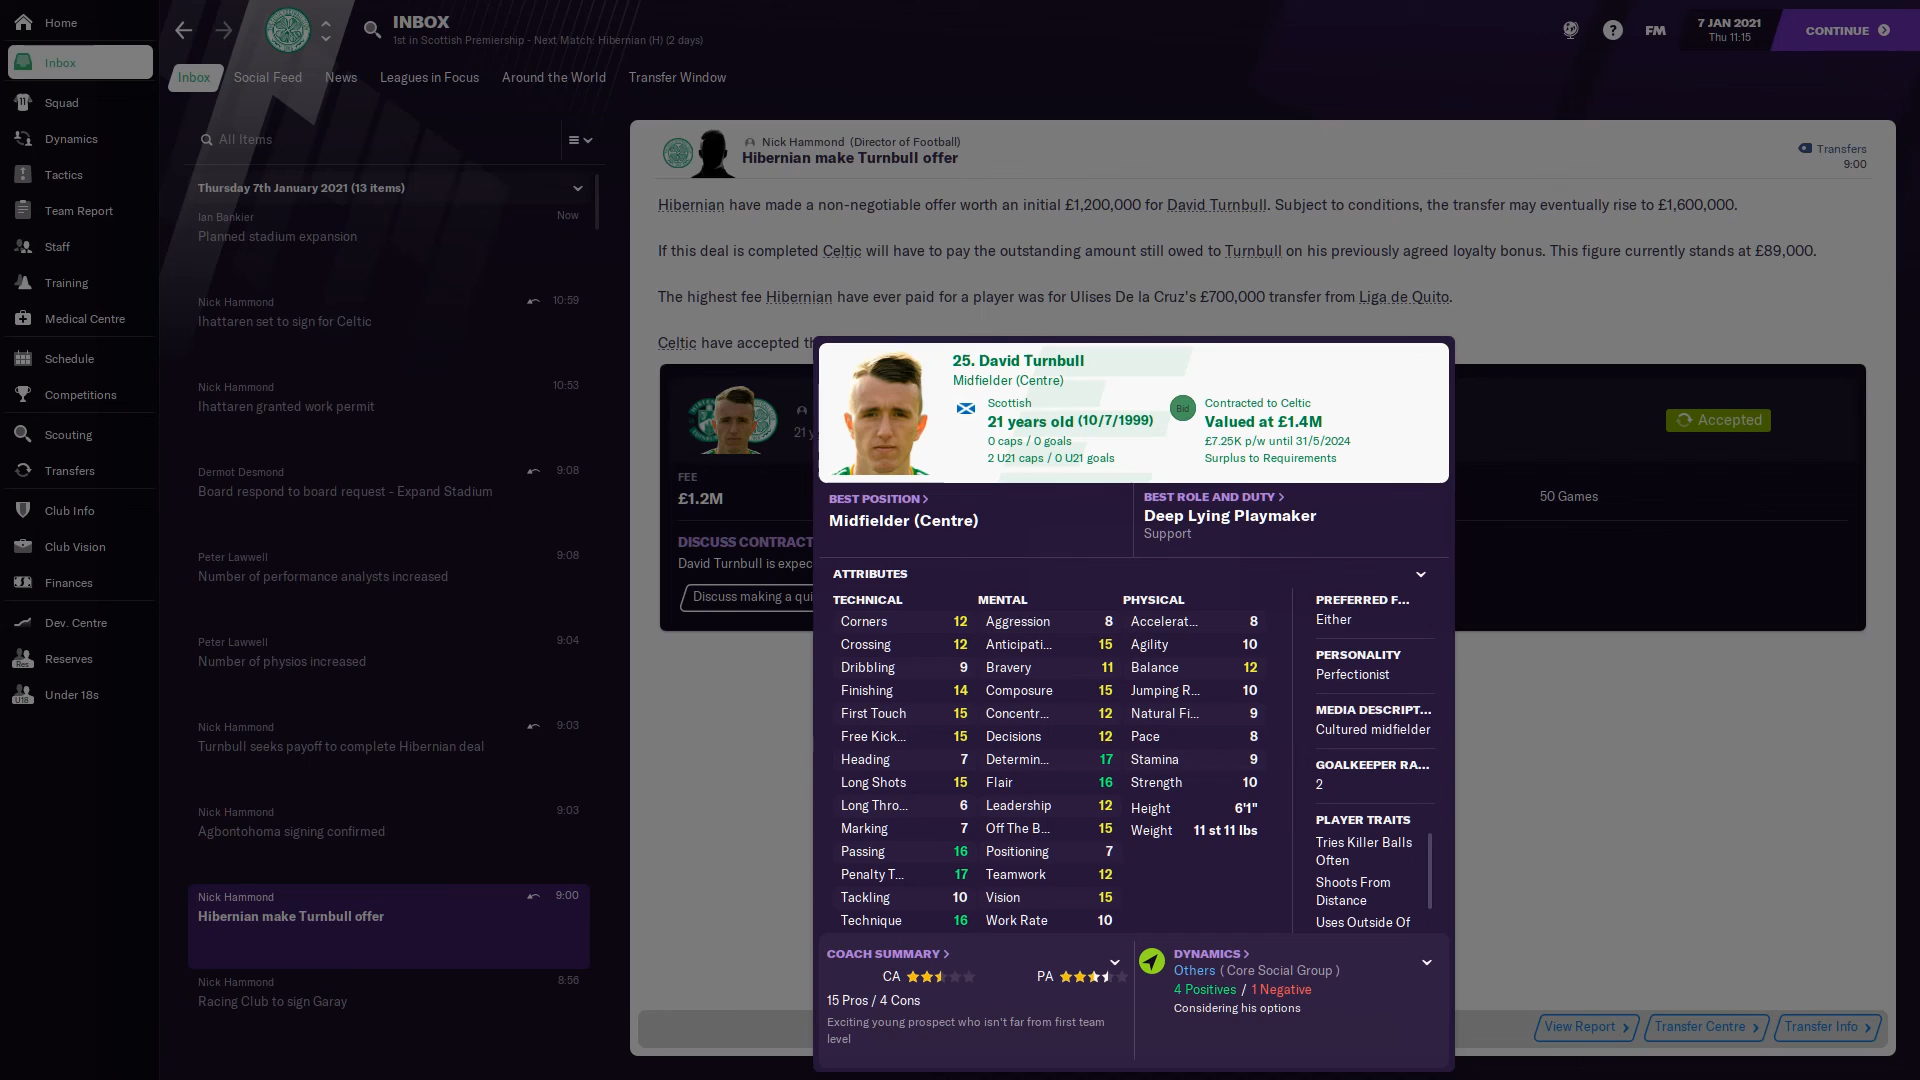 Home
Inbox
Squad
Dynamics
Tactics
Team Report
Staff
Training
Medical Centre
Schedule
Competitions
Scouting
Transfers
Club Info
Club Vision
Finances
Dev. Centre
Reserves
Under 18s
INBOX
1st in Scottish Premiership - Next Match: Hibernian (H) (2 days)
FM
7 JAN 2021
Thu 11:15
CONTINUE
Inbox Social Feed News Leagues in Focus Around the World Transfer Window
All Items
Thursday 7th January 2021 (13 items)
Ian Bankier Now
Planned stadium expansion
Nick Hammond 10:59
Ihattaren set to sign for Celtic
Nick Hammond 10:53
Ihattaren granted work permit
Dermot Desmond 9:08
Board respond to board request - Expand Stadium
Peter Lawwell 9:08
Number of performance analysts increased
Peter Lawwell 9:04
Number of physios increased
Nick Hammond 9:03
Turnbull seeks payoff to complete Hibernian deal
Nick Hammond 9:03
Agbontohoma signing confirmed
Nick Hammond 9:00
Hibernian make Turnbull offer
Nick Hammond 8:56
Racing Club to sign Garay
Nick Hammond (Director of Football)
Hibernian make Turnbull offer
Transfers
9:00
Hibernian have made a non-negotiable offer worth an initial £1,200,000 for David Turnbull. Subject to conditions, the transfer may eventually rise to £1,600,000.
If this deal is completed Celtic will have to pay the outstanding amount still owed to Turnbull on his previously agreed loyalty bonus. This figure currently stands at £89,000.
The highest fee Hibernian have ever paid for a player was for Ulises De la Cruz's £700,000 transfer from Liga de Quito.
Celtic have accepted th
21 y
Accepted
FEE
£1.2M
50 Games
DISCUSS CONTRACT
David Turnbull is expec
Discuss making a qui
25. David Turnbull
Midfielder (Centre)
Scottish
21 years old (10/7/1999)
0 caps / 0 goals
2 U21 caps / 0 U21 goals
Bid
Contracted to Celtic
Valued at £1.4M
£7.25K p/w until 31/5/2024
Surplus to Requirements
BEST POSITION
Midfielder (Centre)
BEST ROLE AND DUTY
Deep Lying Playmaker
Support
ATTRIBUTES
TECHNICAL MENTAL PHYSICAL
Corners 12 Aggression 8 Accelerat... 8
Crossing 12 Anticipati... 15 Agility 10
Dribbling 9 Bravery 11 Balance 12
Finishing 14 Composure 15 Jumping R... 10
First Touch 15 Concentr... 12 Natural Fi... 9
Free Kick... 15 Decisions 12 Pace 8
Heading 7 Determin... 17 Stamina 9
Long Shots 15 Flair 16 Strength 10
Long Thro... 6 Leadership 12 Height 6'1"
Marking 7 Off The B... 15 Weight 11 st 11 lbs
Passing 16 Positioning 7
Penalty T... 17 Teamwork 12
Tackling 10 Vision 15
Technique 16 Work Rate 10
PREFERRED F...
Either
PERSONALITY
Perfectionist
MEDIA DESCRIPT...
Cultured midfielder
GOALKEEPER RA...
2
PLAYER TRAITS
Tries Killer Balls
Often
Shoots From
Distance
Uses Outside Of
COACH SUMMARY
CA
PA
15 Pros / 4 Cons
Exciting young prospect who isn't far from first team
level
DYNAMICS
Others ( Core Social Group )
4 Positives / 1 Negative
Considering his options
View Report
Transfer Centre
Transfer Info